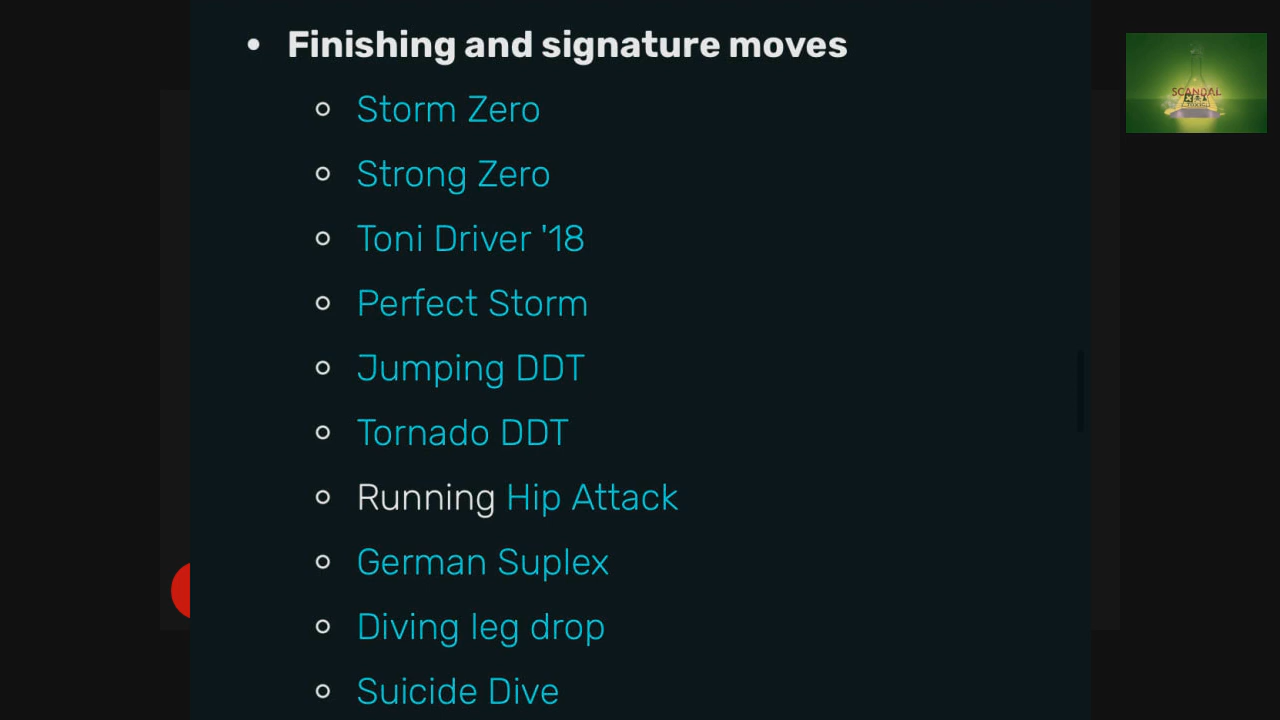 Finishing and signature moves
Storm Zero
Strong Zero
Toni Driver '18
Perfect Storm
Jumping DDT
Tornado DDT
Running Hip Attack
German Suplex
Diving leg drop
Suicide Dive
SCANDAL